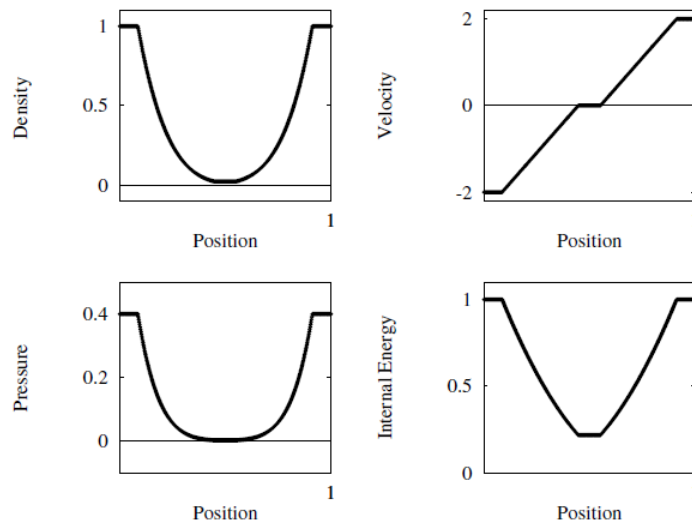 Density
1
0.5
0
1
Position
Velocity
2
0
-2
Position
Pressure
0.4
0.2
0
1
Position
Internal Energy
1
0.5
0
Position